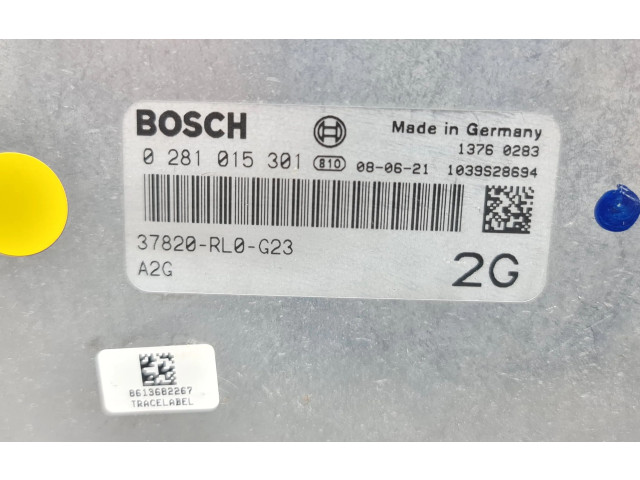 BOSCH
Made in Germany
1376 0283
0 281 015 301 810 08-06-21 1039S28694
37820-RL0-G23
A2G
2G
8613682267
TRACELABEL